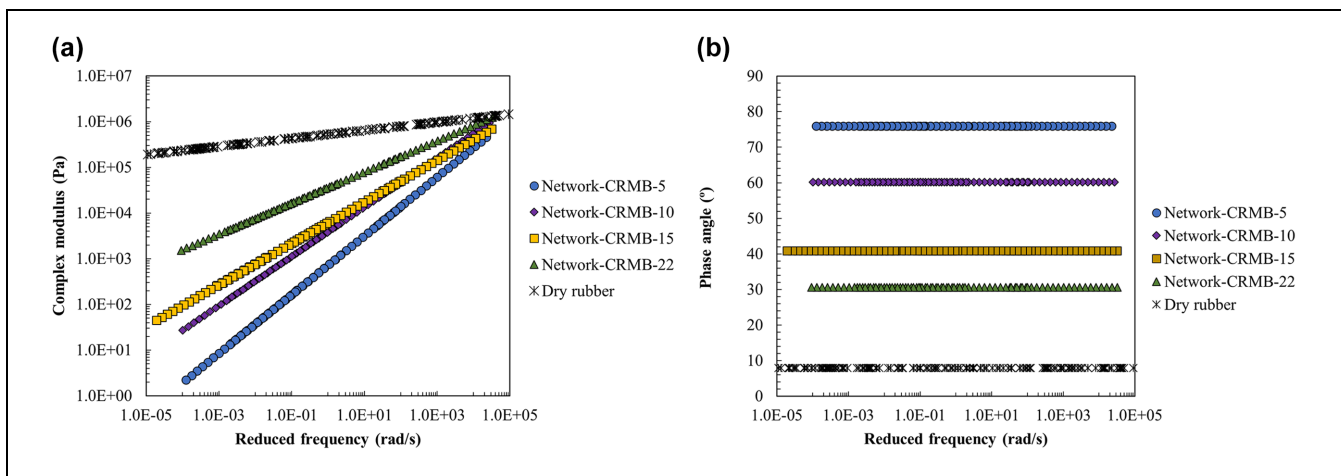 (a)
Complex modulus (Pa)
1.0E+07
1.0E+06
1.0E+05
1.0E+04
1.0E+03
1.0E+02
1.0E+01
1.0E+00
1.0E-05
1.0E-03
1.0E-01
1.0E+01
1.0E+03
1.0E+05
Reduced frequency (rad/s)
Network-CRMB-5
Network-CRMB-10
Network-CRMB-15
Network-CRMB-22
Dry rubber
(b)
Phase angle (º)
90
80
70
60
50
40
30
20
10
0
1.0E-05
1.0E-03
1.0E-01
1.0E+01
1.0E+03
1.0E+05
Reduced frequency (rad/s)
Network-CRMB-5
Network-CRMB-10
Network-CRMB-15
Network-CRMB-22
Dry rubber